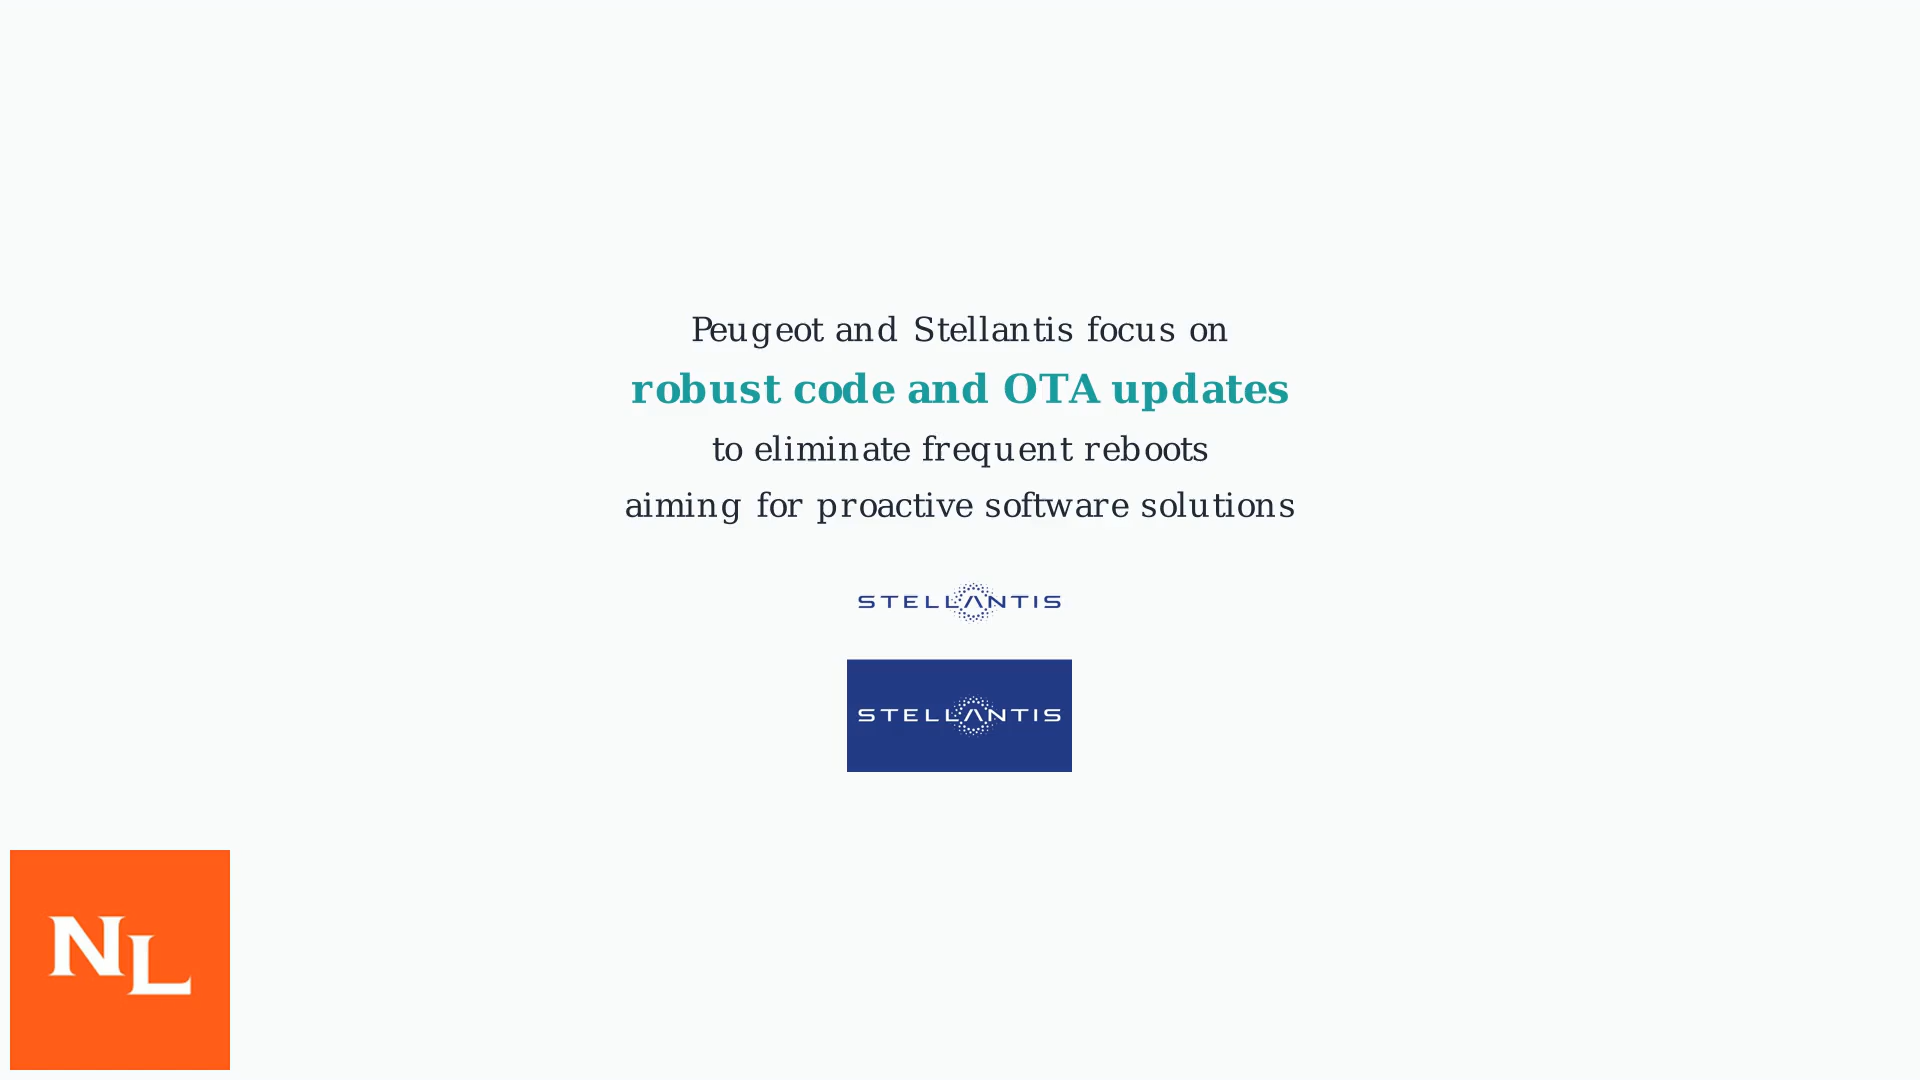 Peugeot and Stellantis focus on
robust code and OTA updates
to eliminate frequent reboots
aiming for proactive software solutions
STELLANTIS
STELLANTIS
NL